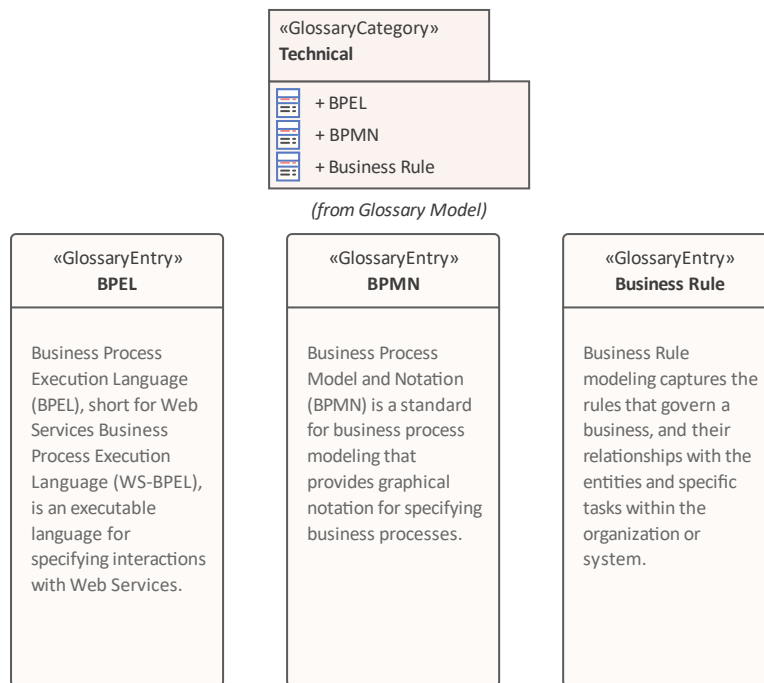 «GlossaryCategory»
Technical
+ BPEL
+ BPMN
+ Business Rule
(from Glossary Model)
«GlossaryEntry»
BPEL
Business Process
Execution Language
(BPEL), short for Web
Services Business
Process Execution
Language (WS-BPEL),
is an executable
language for
specifying interactions
with Web Services.
«GlossaryEntry»
BPMN
Business Process
Model and Notation
(BPMN) is a standard
for business process
modeling that
provides graphical
notation for specifying
business processes.
«GlossaryEntry»
Business Rule
Business Rule
modeling captures the
rules that govern a
business, and their
relationships with the
entities and specific
tasks within the
organization or
system.